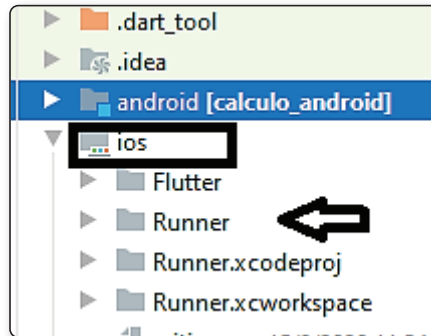 .dart_tool
.idea
android [calculo_android]
ios
Flutter
Runner
Runner.xcodeproj
Runner.xcworkspace